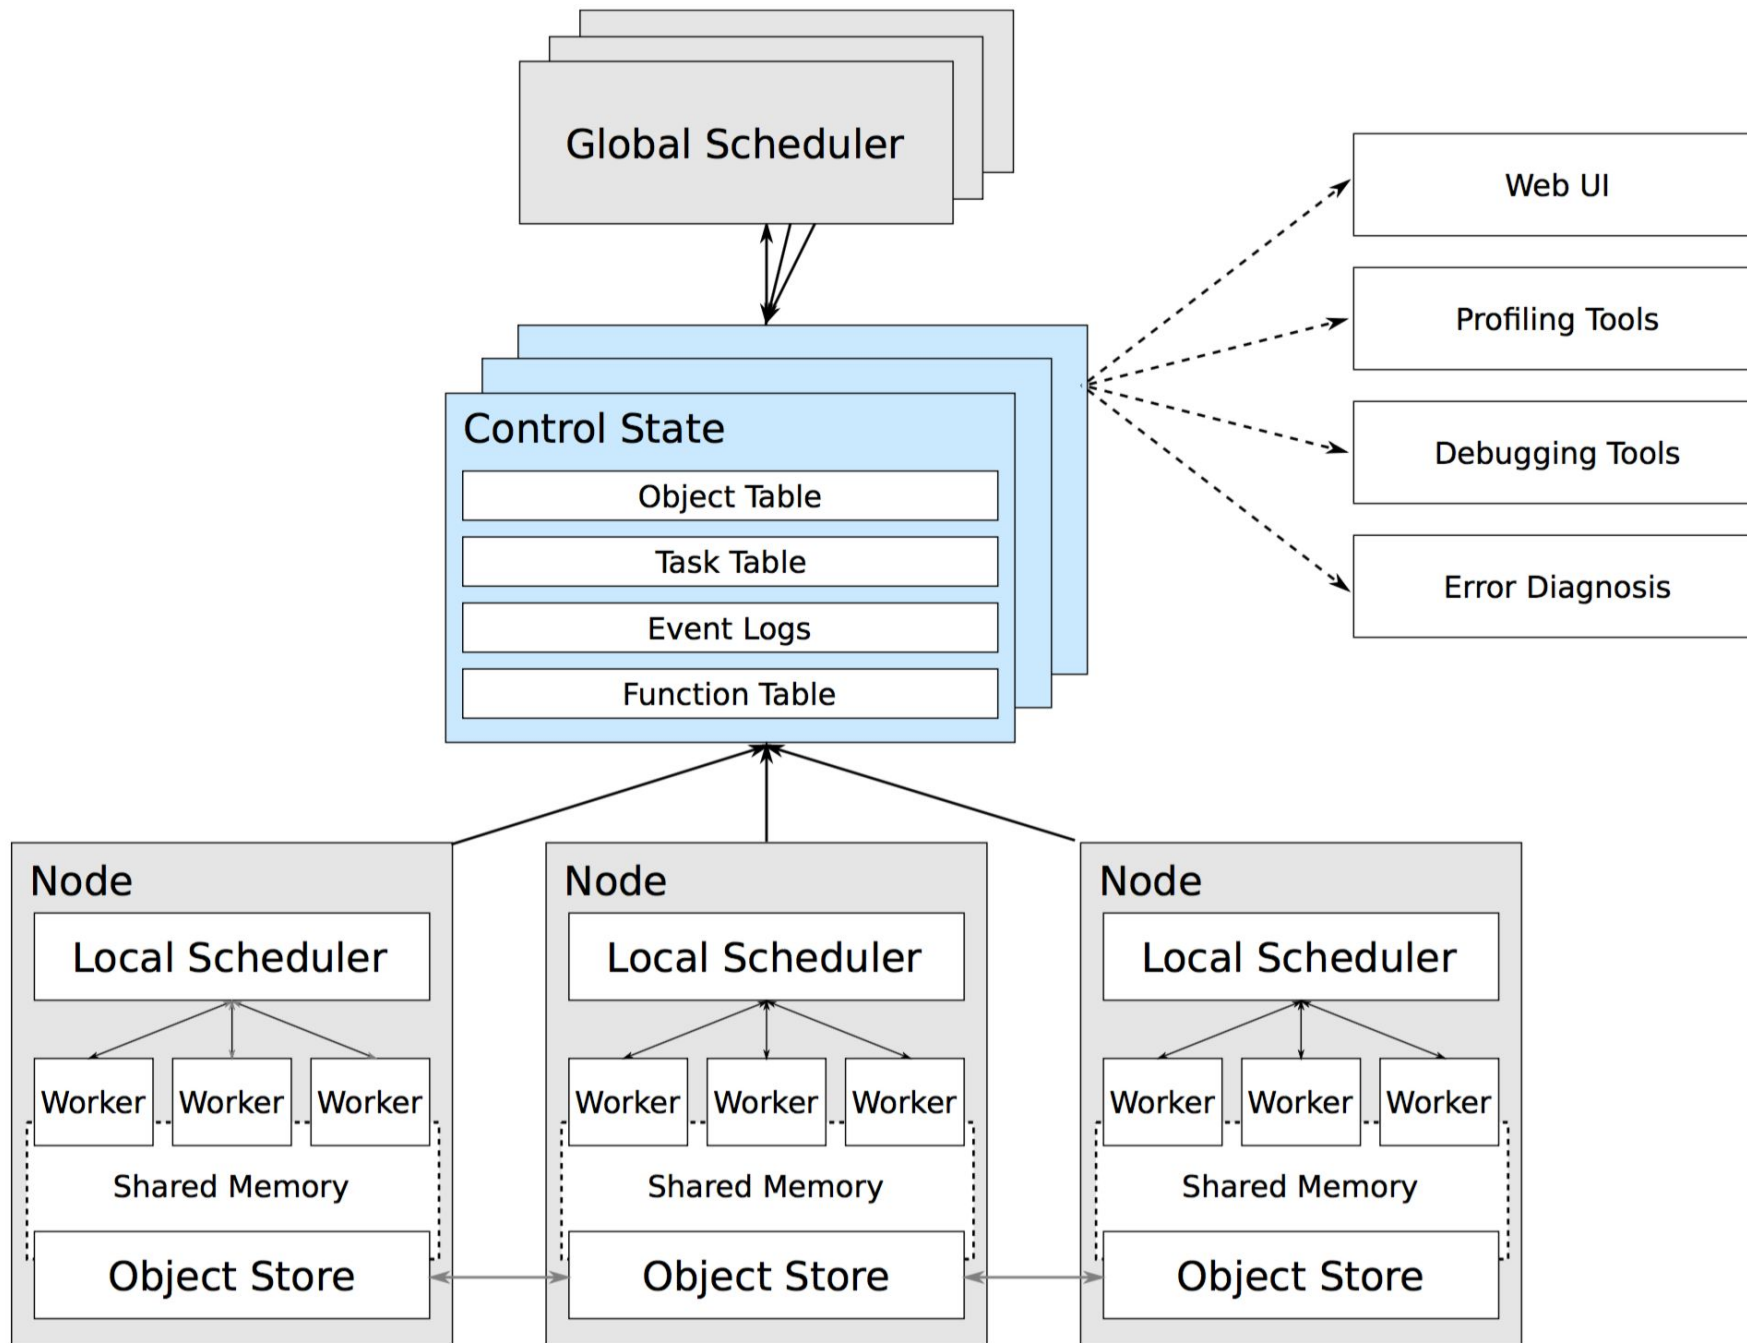 Global Scheduler
Web UI
Profiling Tools
Debugging Tools
Error Diagnosis
Control State
Object Table
Task Table
Event Logs
Function Table
Node
Local Scheduler
Worker Worker Worker
Shared Memory
Object Store
Node
Local Scheduler
Worker Worker Worker
Shared Memory
Object Store
Node
Local Scheduler
Worker Worker Worker
Shared Memory
Object Store